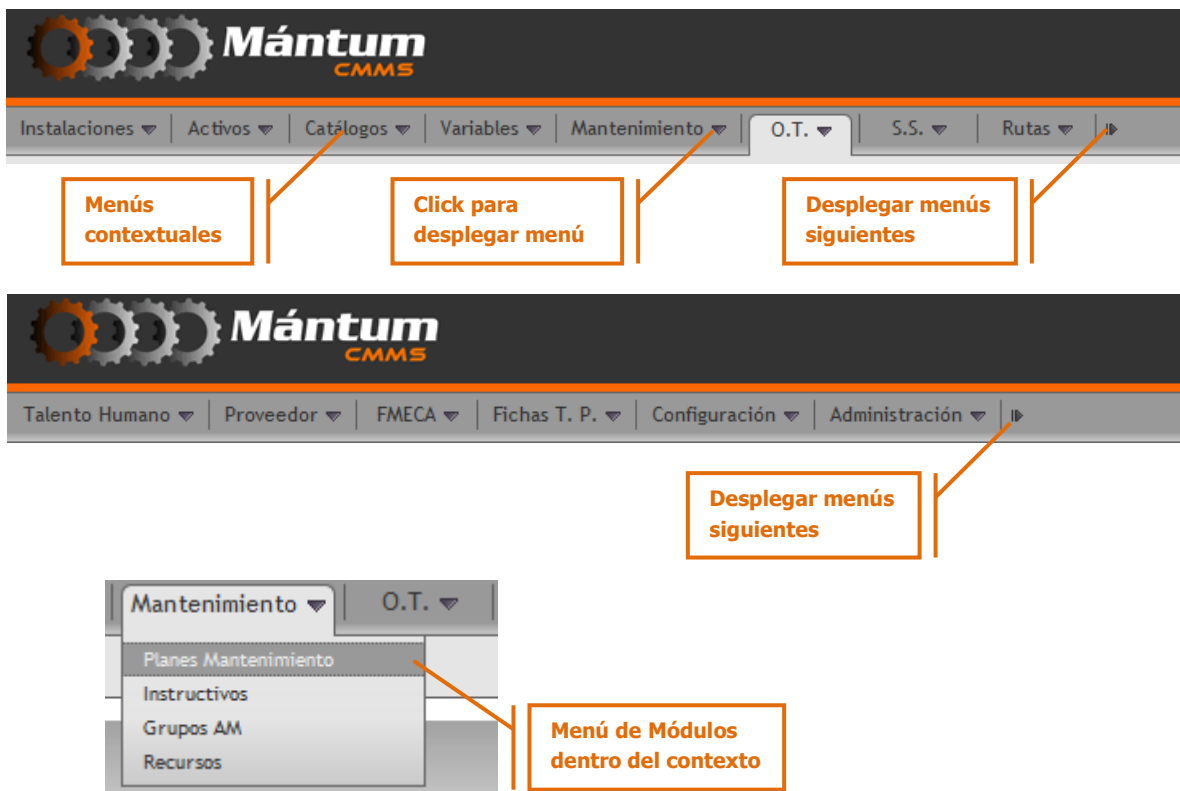 Mántum
CMMS
Instalaciones Activos Catálogos Variables Mantenimiento O.T. S.S. Rutas
Menús
contextuales
Click para
desplegar menú
Desplegar menús
siguientes
Mántum
CMMS
Talento Humano Proveedor FMECA Fichas T. P. Configuración Administración
Desplegar menús
siguientes
Mantenimiento O.T.
Planes Mantenimiento
Instructivos
Grupos AM
Recursos
Menú de Módulos
dentro del contexto